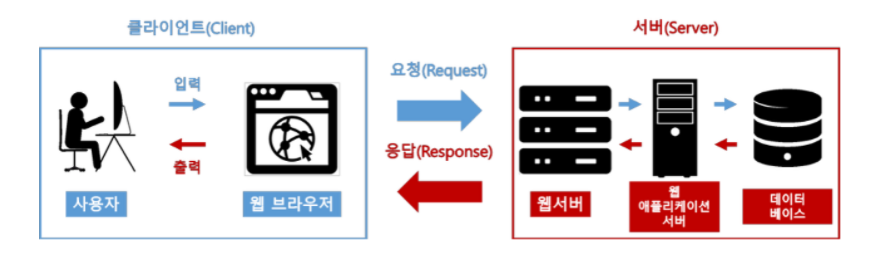 클라이언트(Client)
서버(Server)
입력
출력
사용자
웹 브라우저
요청(Request)
응답(Response)
웹서버
웹
애플리케이션
서버
데이터
베이스